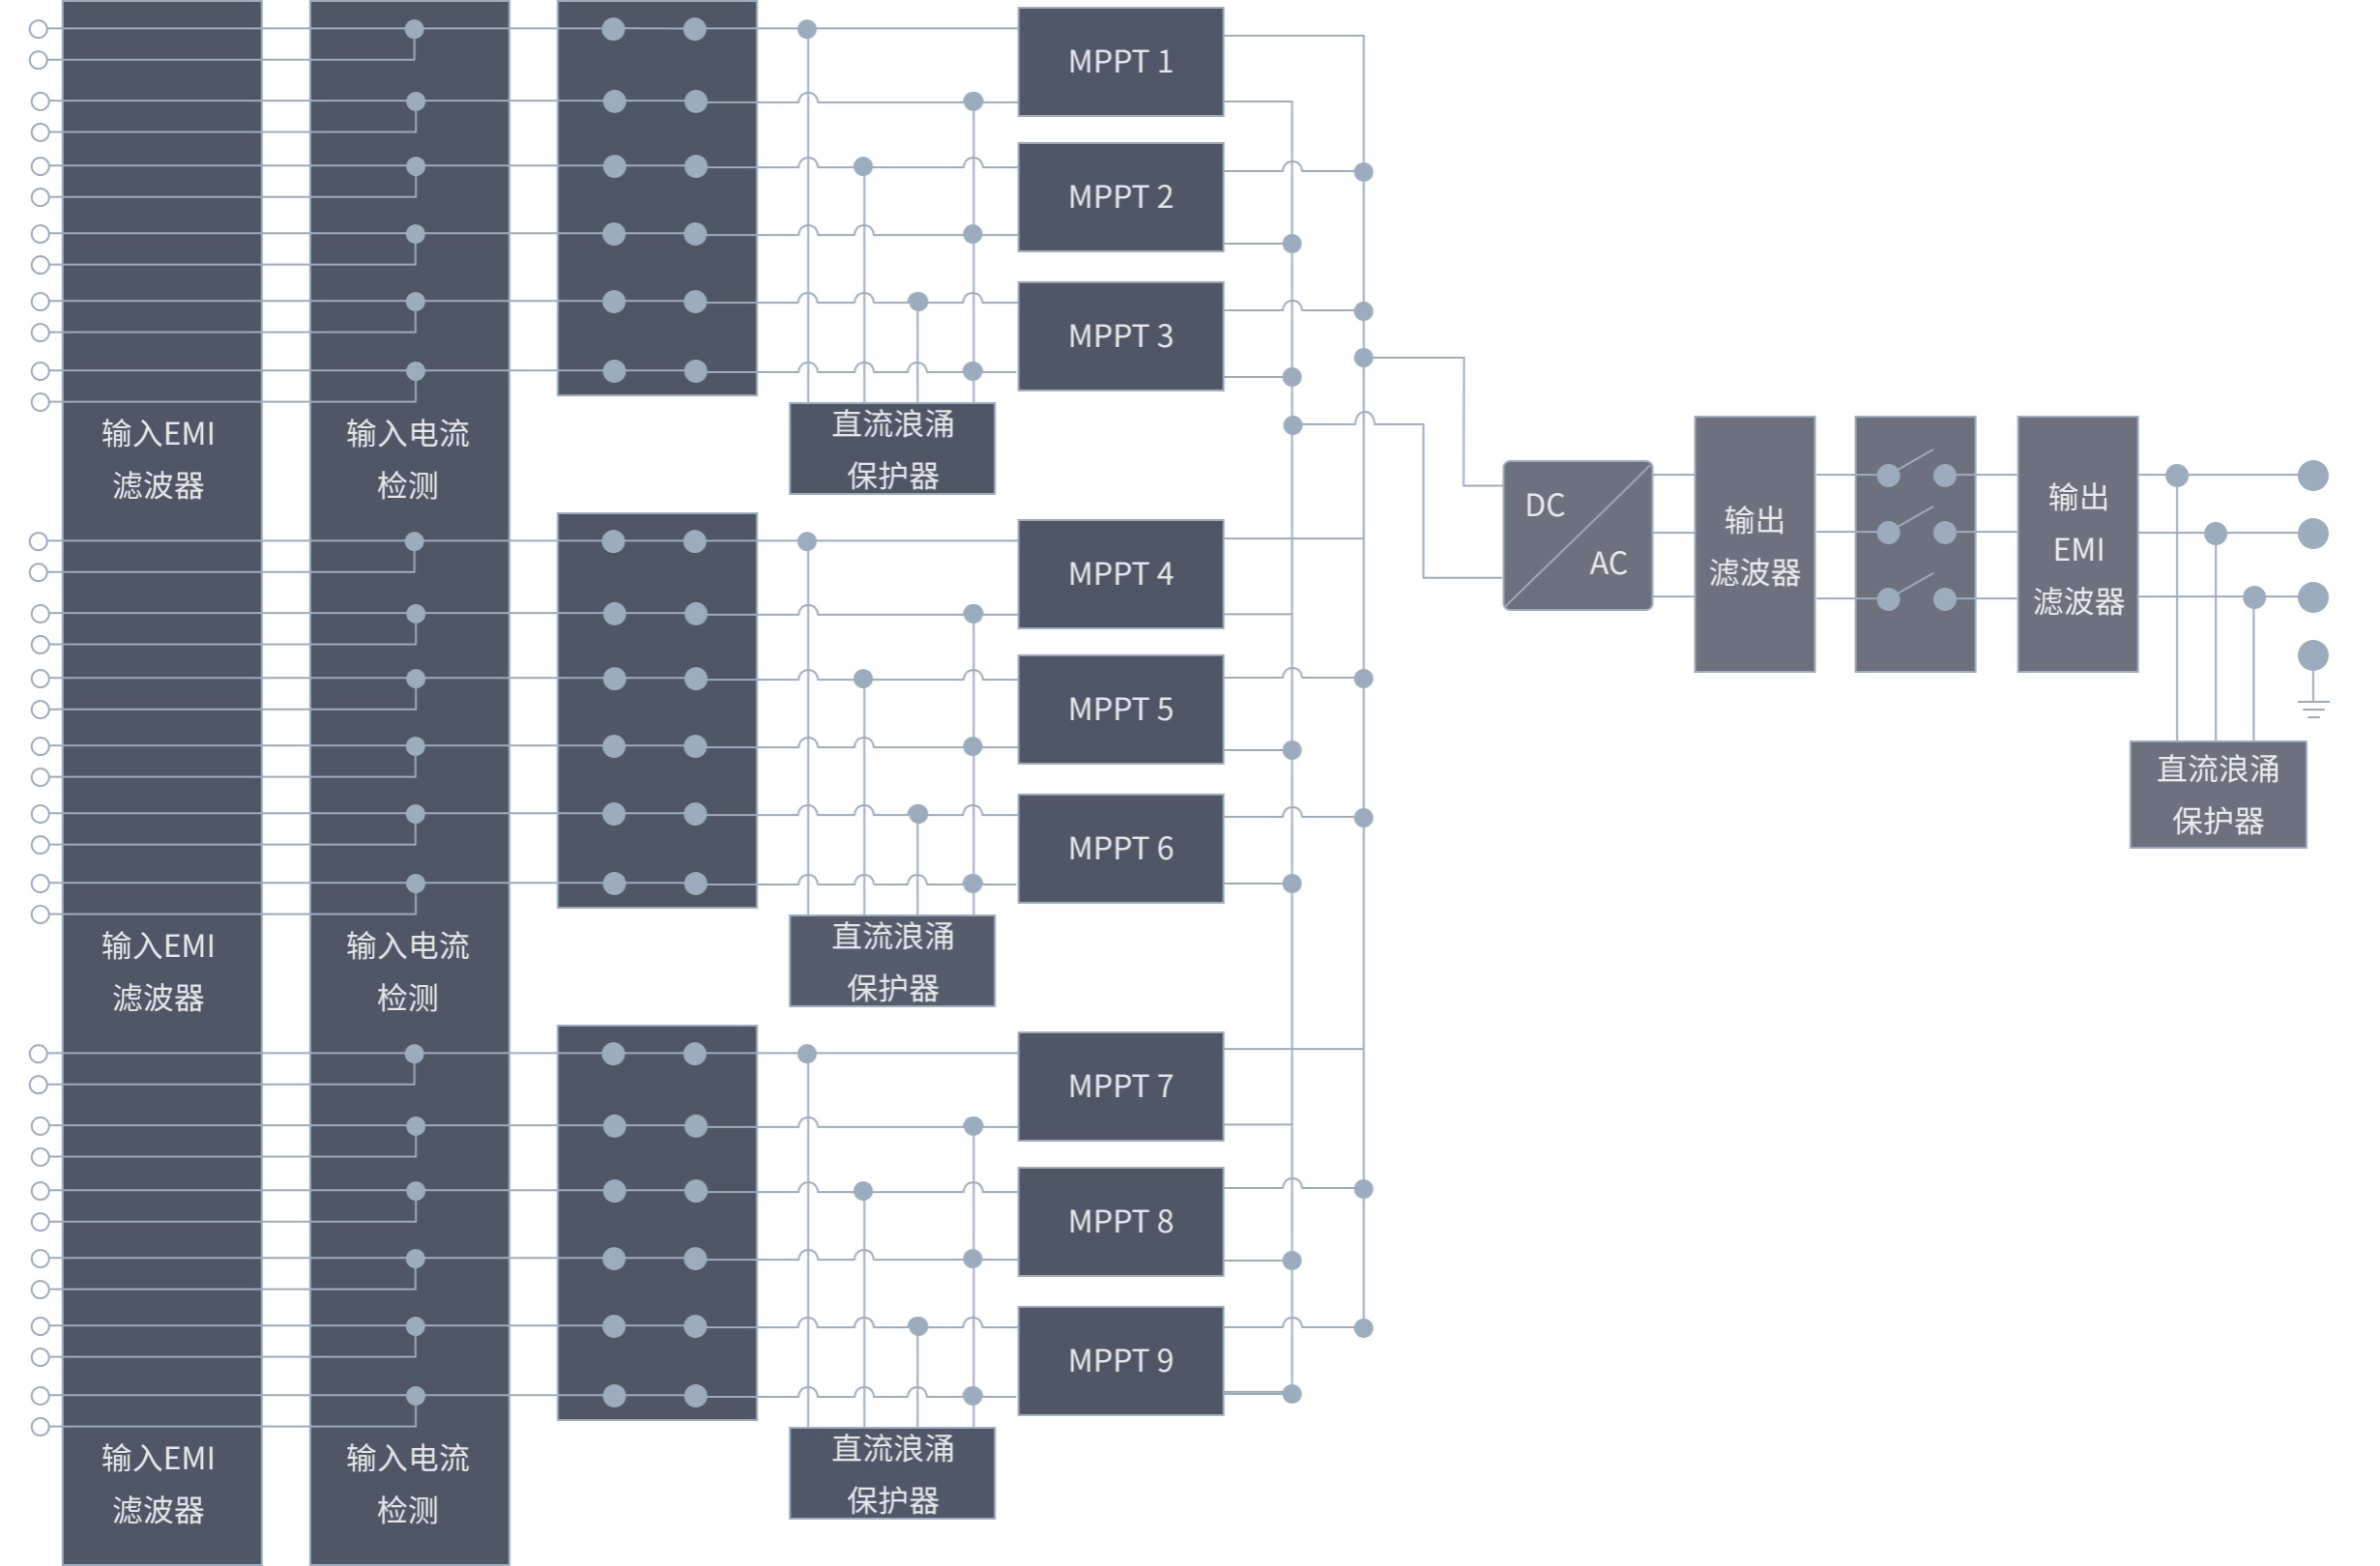 MPPT 1
MPPT 2
MPPT 3
输入EMI
滤波器
输入电流
检测
直流浪涌
保护器
MPPT 4
MPPT 5
MPPT 6
输入EMI
滤波器
输入电流
检测
直流浪涌
保护器
MPPT 7
MPPT 8
MPPT 9
输入EMI
滤波器
输入电流
检测
直流浪涌
保护器
DC
AC
输出
滤波器
输出
EMI
滤波器
直流浪涌
保护器